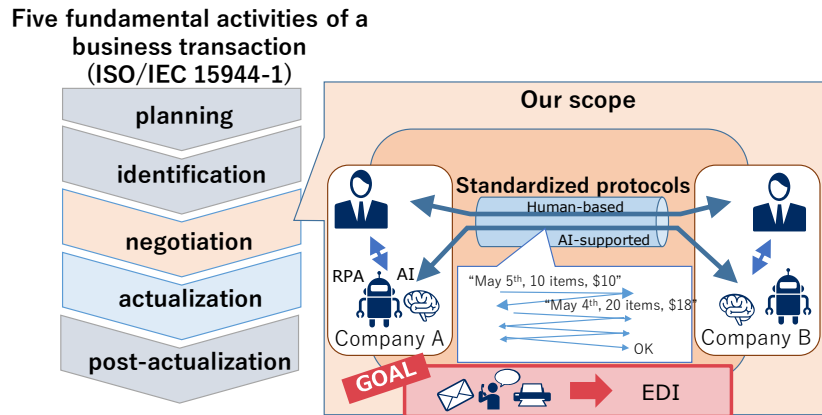 Five fundamental activities of a
business transaction
(ISO/IEC 15944-1)
planning
identification
negotiation
actualization
post-actualization
Our scope
Standardized protocols
Human-based
AI-supported
RPA
AI
Company A
Company B
“May 5th, 10 items, $10”
“May 4th, 20 items, $18”
OK
GOAL
EDI